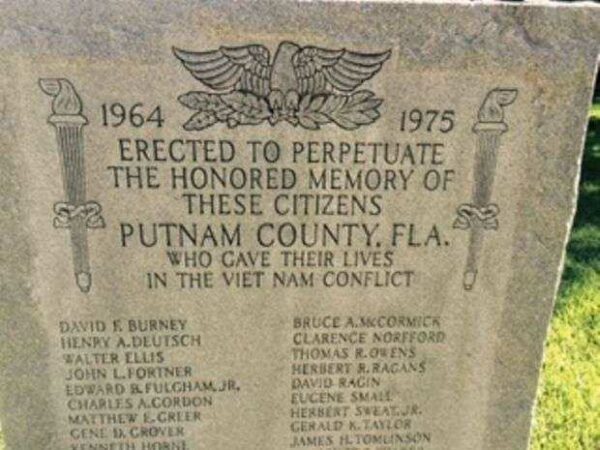 1964 1975
ERECTED TO PERPETUATE
THE HONORED MEMORY OF
THESE CITIZENS
PUTNAM COUNTY, FLA.
WHO GAVE THEIR LIVES
IN THE VIET NAM CONFLICT
DAVID F. BURNEY
HENRY A. DEUTSCH
WALTER ELLIS
JOHN L. FORTNER
EDWARD B. FULGHAM, JR.
CHARLES A. GORDON
MATTHEW E. GREER
GENE D. GROVER
KENNETH HORNE
BRUCE A. McCORMICK
CLARENCE NORFFORD
THOMAS R. OWENS
HERBERT R. RAGANS
DAVID RAGIN
EUGENE SMALL
HERBERT SWEAT, JR.
GERALD K. TAYLOR
JAMES H. TOMLINSON